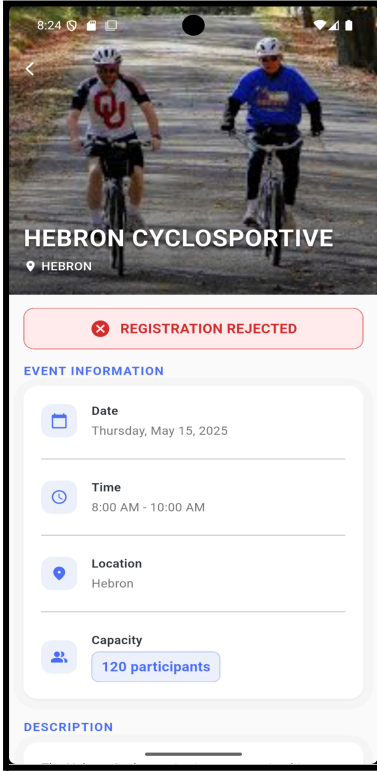 8:24
OU
HEBRON CYCLOSPORTIVE
HEBRON
REGISTRATION REJECTED
EVENT INFORMATION
Date
Thursday, May 15, 2025
Time
8:00 AM - 10:00 AM
Location
Hebron
Capacity
120 participants
DESCRIPTION